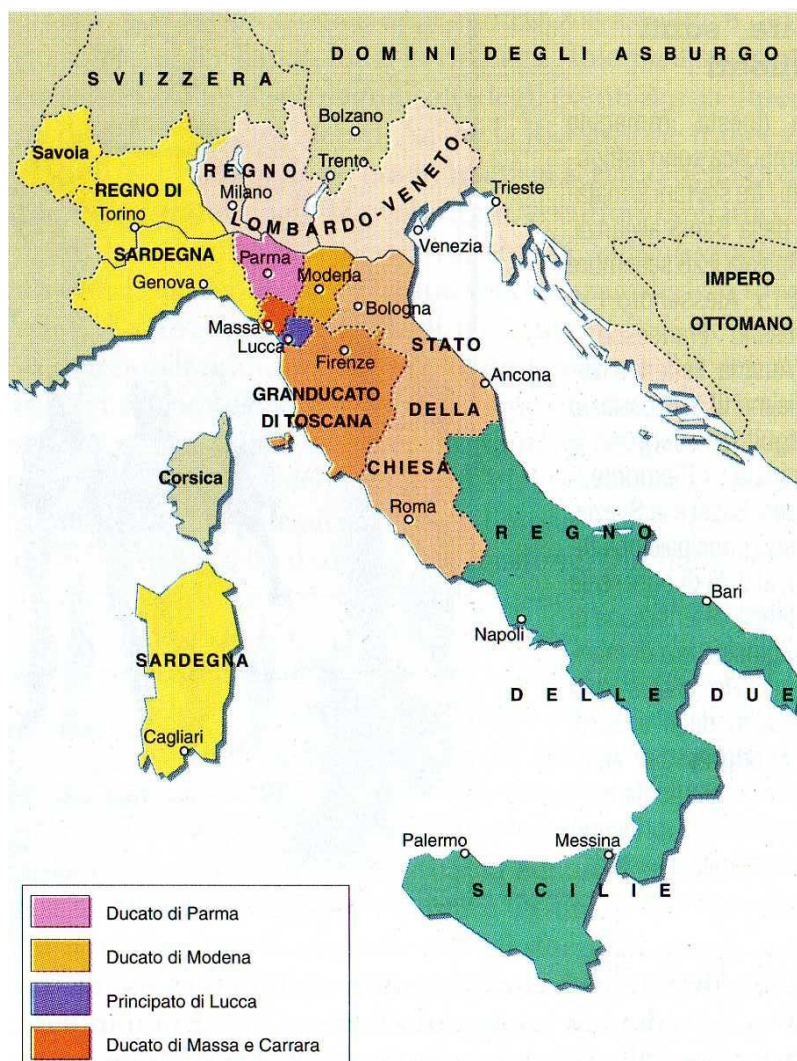 DOMINI DEGLI ASBURGO
SVIZZERA
Bolzano
Savoia
Trento
REGNO
LOMBARDO-VENETO
REGNO DI
SARDEGNA
Milano
Trieste
Torino
Venezia
Parma
Genova
Modena
IMPERO
OTTOMANO
Bologna
Massa
Lucca
Firenze
STATO
DELLA
CHIESA
Ancona
GRANDUCATO
DI TOSCANA
Corsica
Roma
REGNO
DELLE DUE
SICILIE
Bari
Napoli
SARDEGNA
Cagliari
Palermo
Messina
Ducato di Parma
Ducato di Modena
Principato di Lucca
Ducato di Massa e Carrara